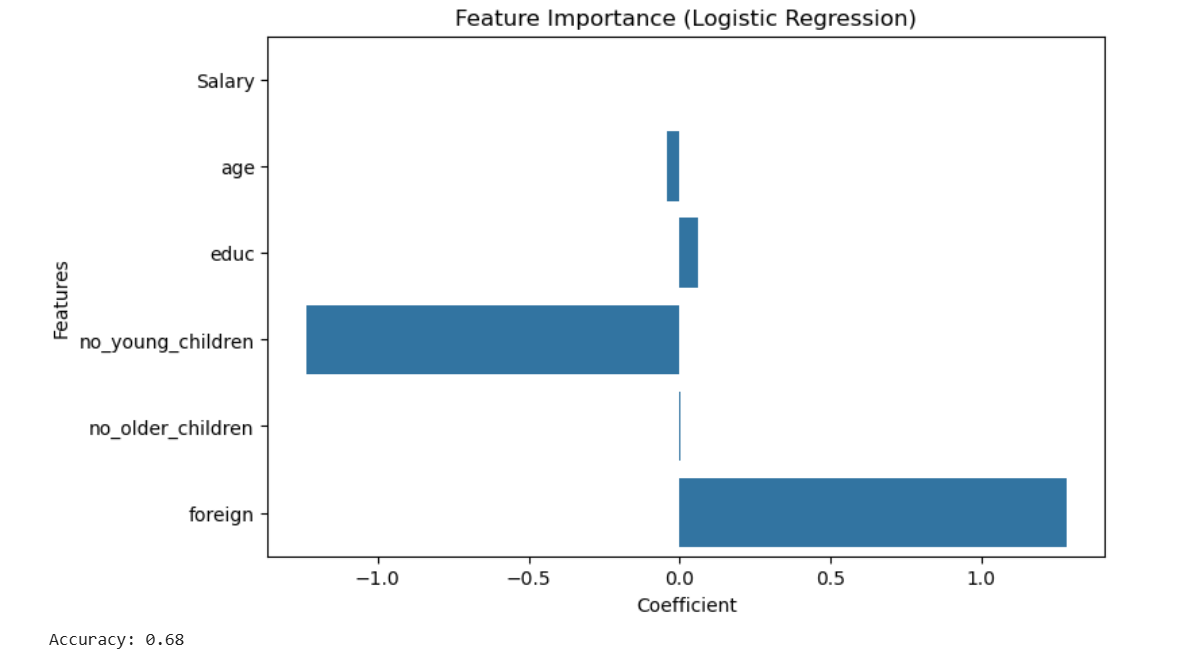 Feature Importance (Logistic Regression)
Salary
age
educ
no_young_children
no_older_children
foreign
Features
−1.0 −0.5 0.0 0.5 1.0
Coefficient
Accuracy: 0.68